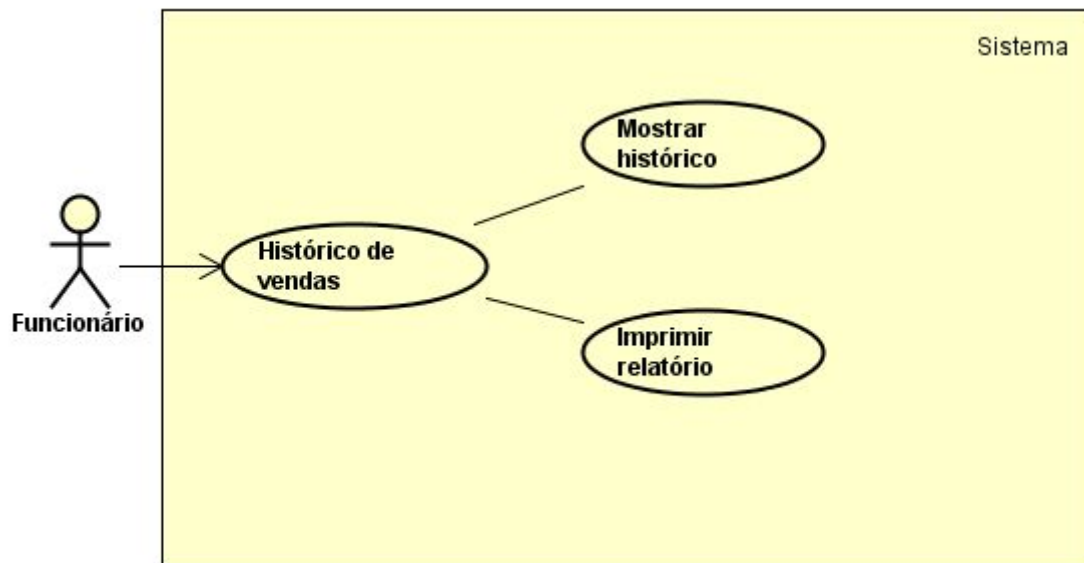 Sistema
Mostrar
histórico
Histórico de
vendas
Funcionário
Imprimir
relatório